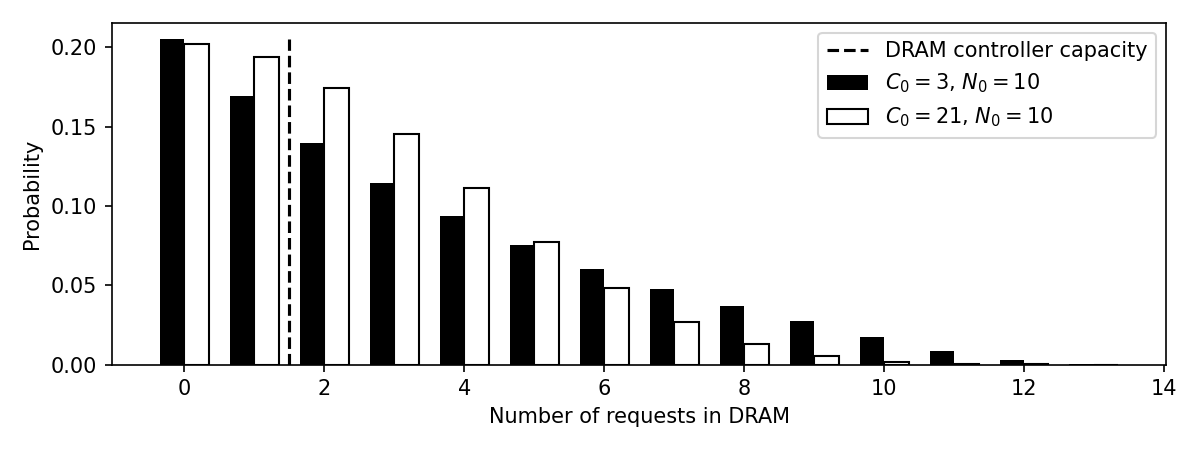 DRAM controller capacity
C₀ = 3, N₀ = 10
C₀ = 21, N₀ = 10
Probability
0.20
0.15
0.10
0.05
0.00
0 2 4 6 8 10 12 14
Number of requests in DRAM